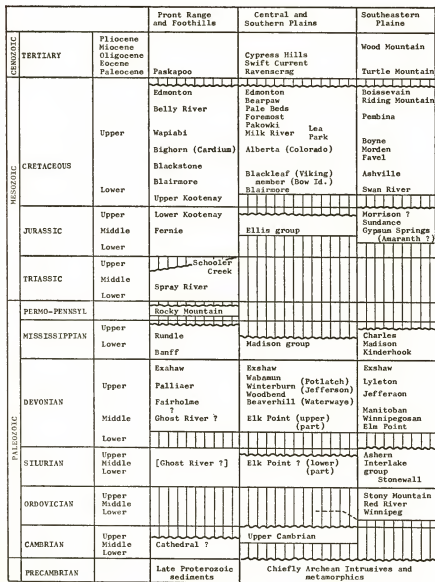 Front Range and Foothills
Central and Southern Plains
Southeastern Plains
CENOZOIC
TERTIARY
Pliocene
Miocene
Oligocene
Eocene
Paleocene
Paskapoo
Cypress Hills
Swift Current
Ravenscrag
Wood Mountain
Turtle Mountain
MESOZOIC
CRETACEOUS
Upper
Lower
Edmonton
Belly River
Wapiabi
Bighorn (Cardium)
Blackstone
Blairmore
Upper Kootenay
Edmonton
Bearpaw
Pale Beds
Foremost
Pakowki
Milk River
Lea Park
Alberta (Colorado)
Blackleaf (Viking)
member (Bow Id.)
Blairmore
Boissevain
Riding Mountain
Pembina
Boyne
Morden
Favel
Ashville
Swan River
JURASSIC
Upper
Middle
Lower
Lower Kootenay
Fernie
Ellis group
Morrison ?
Sundance
Gypsum Springs
(Amaranth ?)
TRIASSIC
Upper
Middle
Lower
Schooler Creek
Spray River
PALEOZOIC
PERMO-PENNSYL
Rocky Mountain
MISSISSIPPIAN
Upper
Lower
Rundle
Banff
Madison group
Charles
Madison
Kinderhook
DEVONIAN
Upper
Middle
Lower
Exshaw
Palliaer
Fairholme
?
Ghost River ?
Exshaw
Wabamun
Winterburn (Potlatch)
Woodbend (Jefferson)
Beaverhill (Waterways)
Elk Point (upper)
(part)
Exshaw
Lyleton
Jefferson
Manitoban
Winnipegosan
Elm Point
SILURIAN
Upper
Middle
Lower
[Ghost River ?]
Elk Point ? (lower)
(part)
Ashern
Interlake
group
Stonewall
ORDOVICIAN
Upper
Middle
Lower
Stony Mountain
Red River
Winnipeg
CAMBRIAN
Upper
Middle
Lower
Cathedral ?
Upper Cambrian
PRECAMBRIAN
Late Proterozoic
sediments
Chiefly Archean Intrusives and
metamorphics